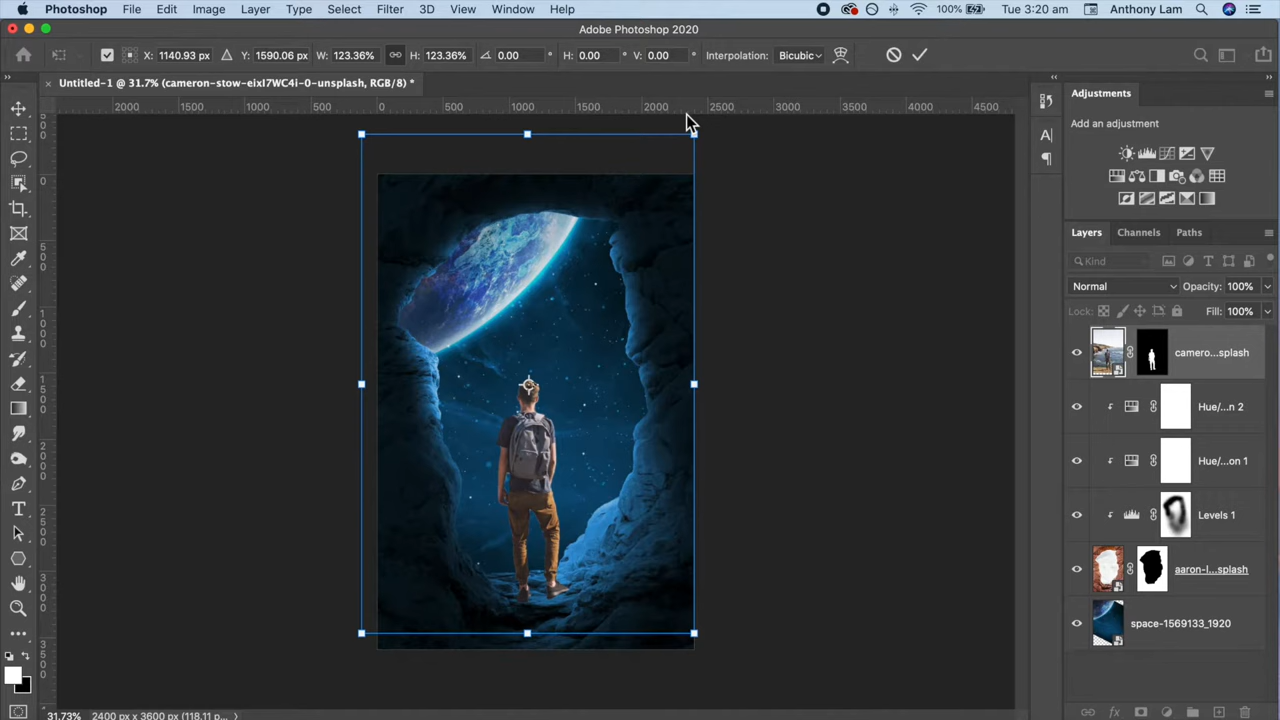 Photoshop File Edit Image Layer Type Select Filter 3D View Window Help 100% Tue 3:20 am Anthony Lam
Adobe Photoshop 2020
X: 1140.93 px Y: 1590.06 px W: 123.36% H: 123.36% 0.00 ° H: 0.00 ° V: 0.00 ° Interpolation: Bicubic
Untitled-1 @ 31.7% (cameron-stow-eixI7WC4i-0-unsplash, RGB/8) *
2000 1500 1000 500 0 500 1000 1500 2000 2500 3000 3500 4000 4500
Adjustments
Add an adjustment
Layers Channels Paths
Kind
Normal Opacity: 100%
Lock: Fill: 100%
camero...splash
Hue/...n 2
Hue/...on 1
Levels 1
aaron-l...splash
space-1569133_1920
31.73% 2400 px x 3600 px (118.11 p...